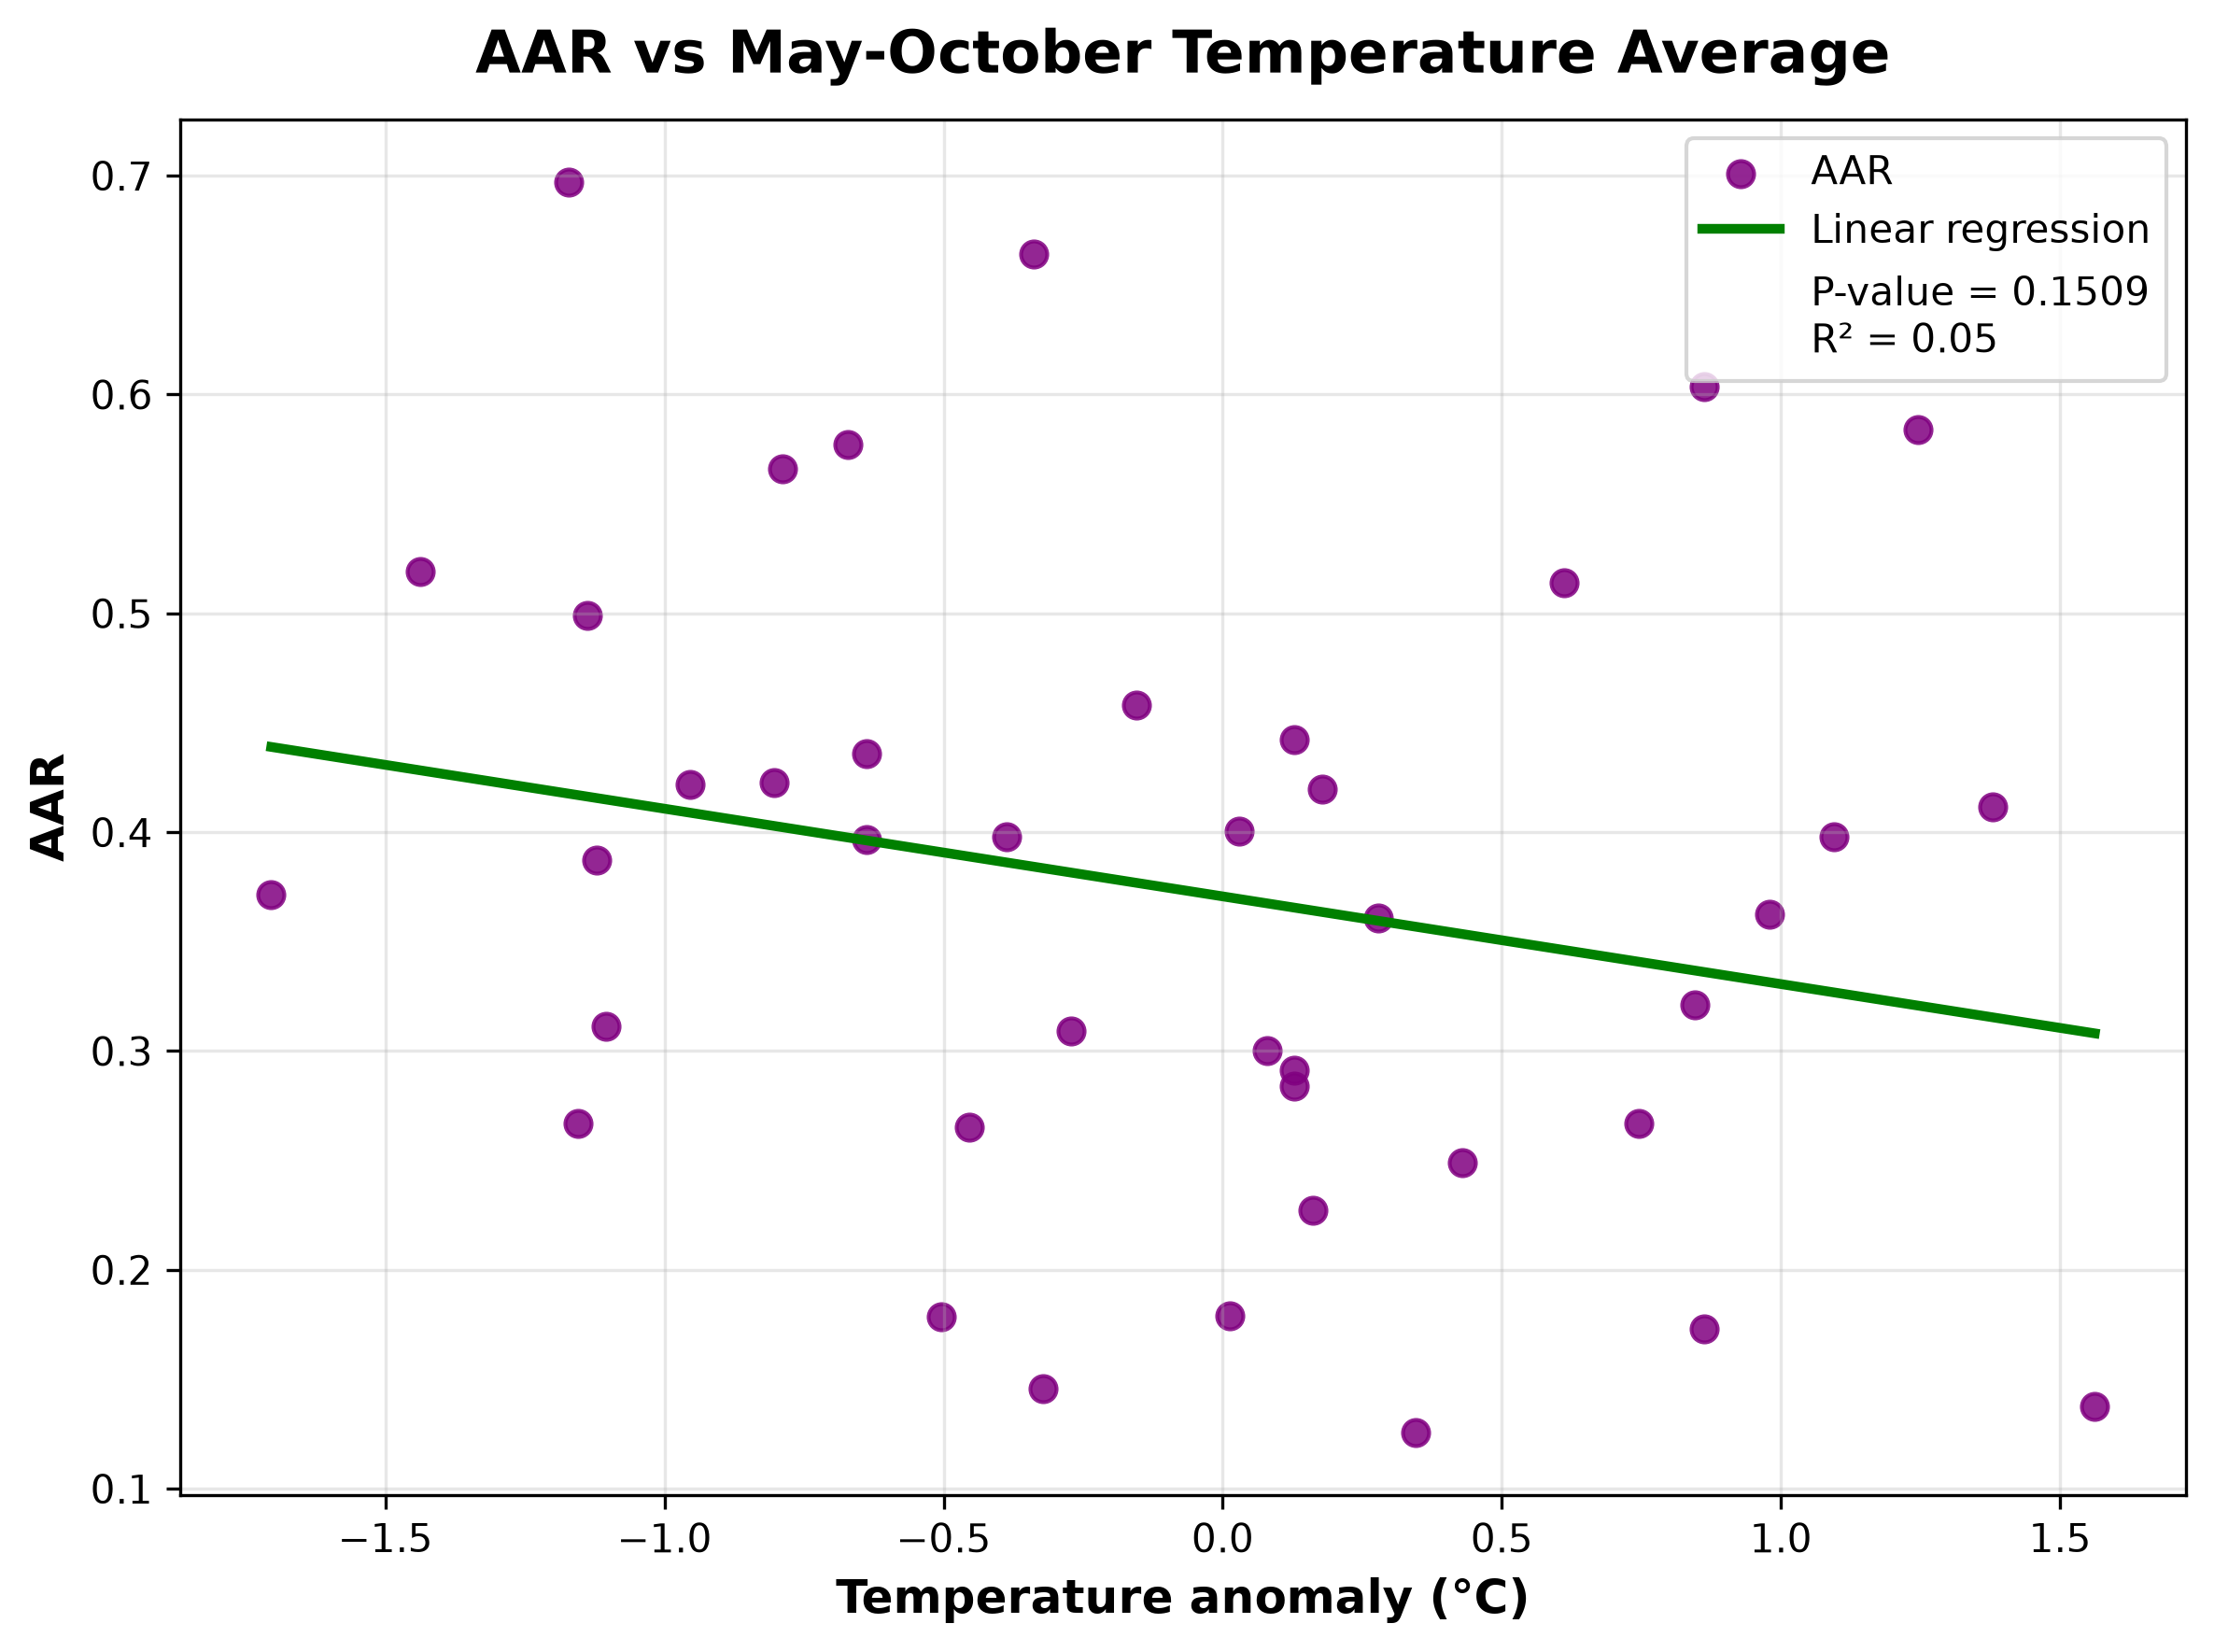 AAR vs May-October Temperature Average
AAR
Linear regression
P-value = 0.1509
R² = 0.05
0.7
0.6
0.5
0.4
0.3
0.2
0.1
AAR
−1.5
−1.0
−0.5
0.0
0.5
1.0
1.5
Temperature anomaly (°C)